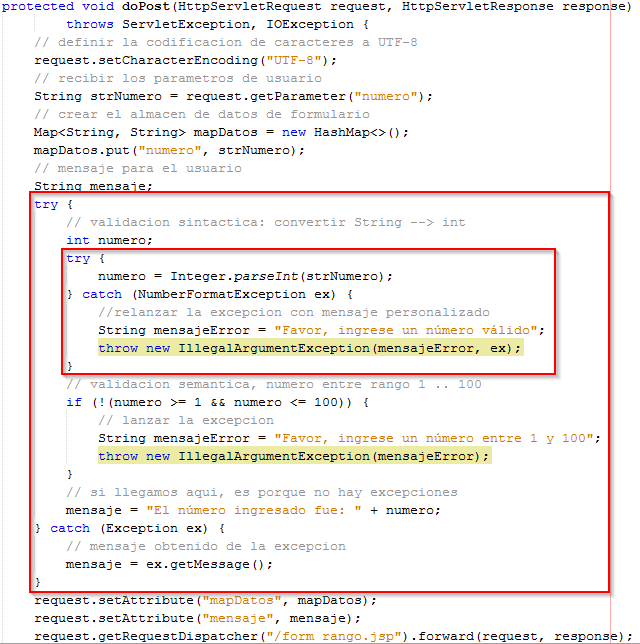 protected void doPost(HttpServletRequest request, HttpServletResponse response)
throws ServletException, IOException {
// definir la codificacion de caracteres a UTF-8
request.setCharacterEncoding("UTF-8");
// recibir los parametros de usuario
String strNumero = request.getParameter("numero");
// crear el almacen de datos de formulario
Map<String, String> mapDatos = new HashMap<>();
mapDatos.put("numero", strNumero);
// mensaje para el usuario
String mensaje;
try {
// validacion sintactica: convertir String --> int
int numero;
try {
numero = Integer.parseInt(strNumero);
} catch (NumberFormatException ex) {
//relanzar la excepcion con mensaje personalizado
String mensajeError = "Favor, ingrese un número válido";
throw new IllegalArgumentException(mensajeError, ex);
}
// validacion semantica, numero entre rango 1 .. 100
if (!(numero >= 1 && numero <= 100)) {
// lanzar la excepcion
String mensajeError = "Favor, ingrese un número entre 1 y 100";
throw new IllegalArgumentException(mensajeError);
}
// si llegamos aqui, es porque no hay excepciones
mensaje = "El número ingresado fue: " + numero;
} catch (Exception ex) {
// mensaje obtenido de la excepcion
mensaje = ex.getMessage();
}
request.setAttribute("mapDatos", mapDatos);
request.setAttribute("mensaje", mensaje);
request.getRequestDispatcher("/form_rango.jsp").forward(request, response);